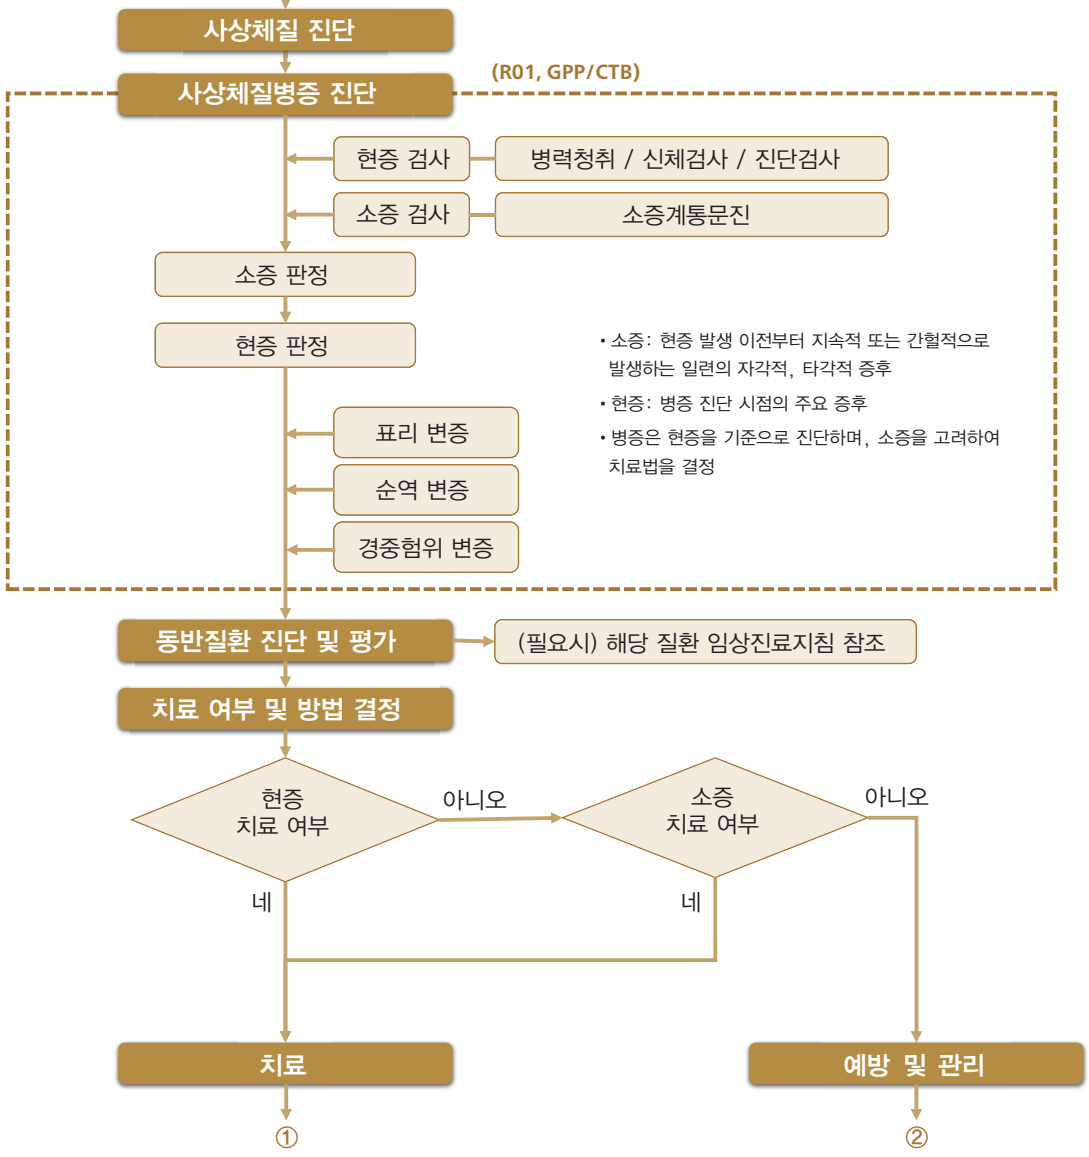 사상체질 진단
(R01, GPP/CTB)
사상체질병증 진단
현증 검사
병력청취 / 신체검사 / 진단검사
소증 검사
소증계통문진
소증 판정
현증 판정
• 소증: 현증 발생 이전부터 지속적 또는 간헐적으로
발생하는 일련의 자각적, 타각적 증후
• 현증: 병증 진단 시점의 주요 증후
• 병증은 현증을 기준으로 진단하며, 소증을 고려하여
치료법을 결정
표리 변증
순역 변증
경중험위 변증
동반질환 진단 및 평가
(필요시) 해당 질환 임상진료지침 참조
치료 여부 및 방법 결정
현증
치료 여부
아니오
소증
치료 여부
아니오
네
네
치료
예방 및 관리
①
②